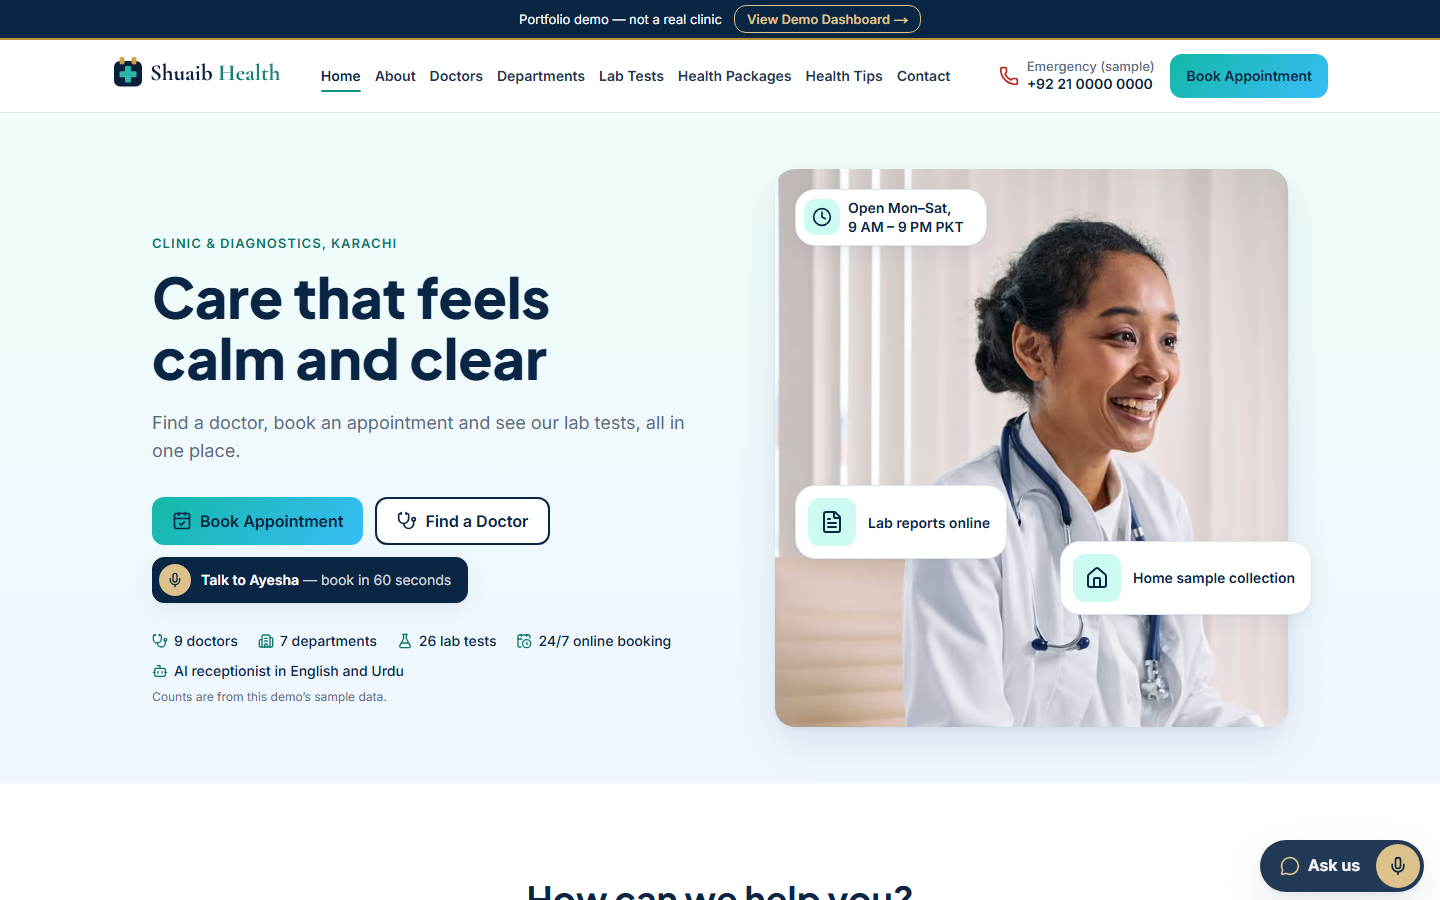 Portfolio demo — not a real clinic
View Demo Dashboard →
Shuaib Health
Home
About
Doctors
Departments
Lab Tests
Health Packages
Health Tips
Contact
Emergency (sample)
+92 21 0000 0000
Book Appointment
CLINIC & DIAGNOSTICS, KARACHI
Care that feels
calm and clear
Find a doctor, book an appointment and see our lab tests, all in
one place.
Book Appointment
Find a Doctor
Talk to Ayesha — book in 60 seconds
9 doctors
7 departments
26 lab tests
24/7 online booking
AI receptionist in English and Urdu
Counts are from this demo's sample data.
Open Mon–Sat,
9 AM – 9 PM PKT
Lab reports online
Home sample collection
How can we help you?
Ask us